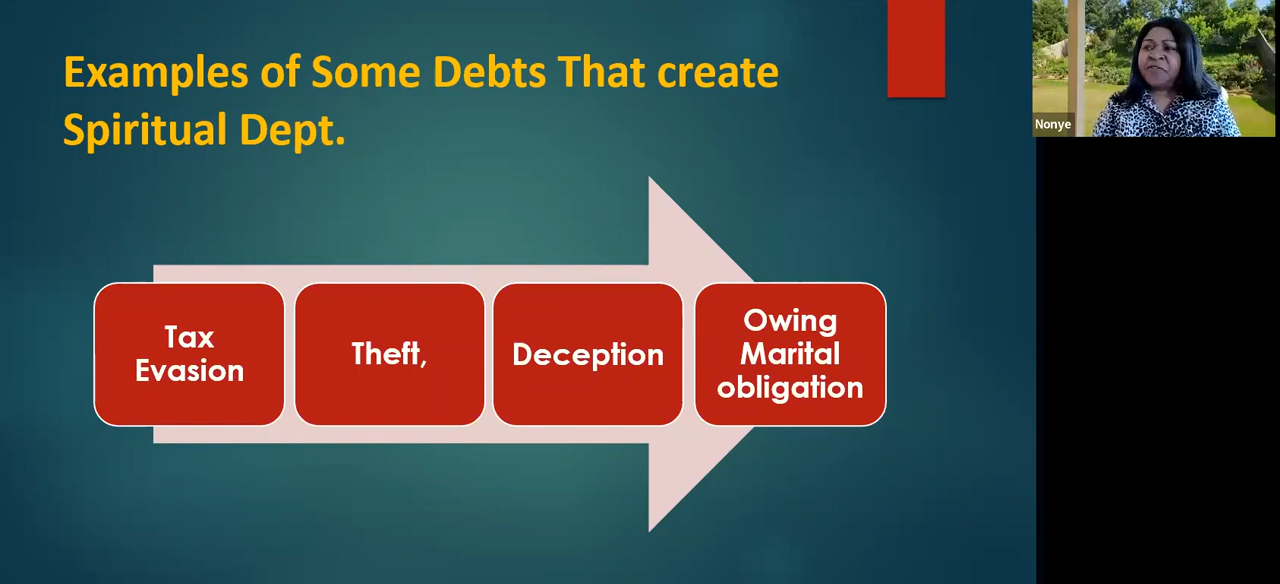 Examples of Some Debts That create
Spiritual Dept.
Tax
Evasion
Theft,
Deception
Owing
Marital
obligation
Nonye